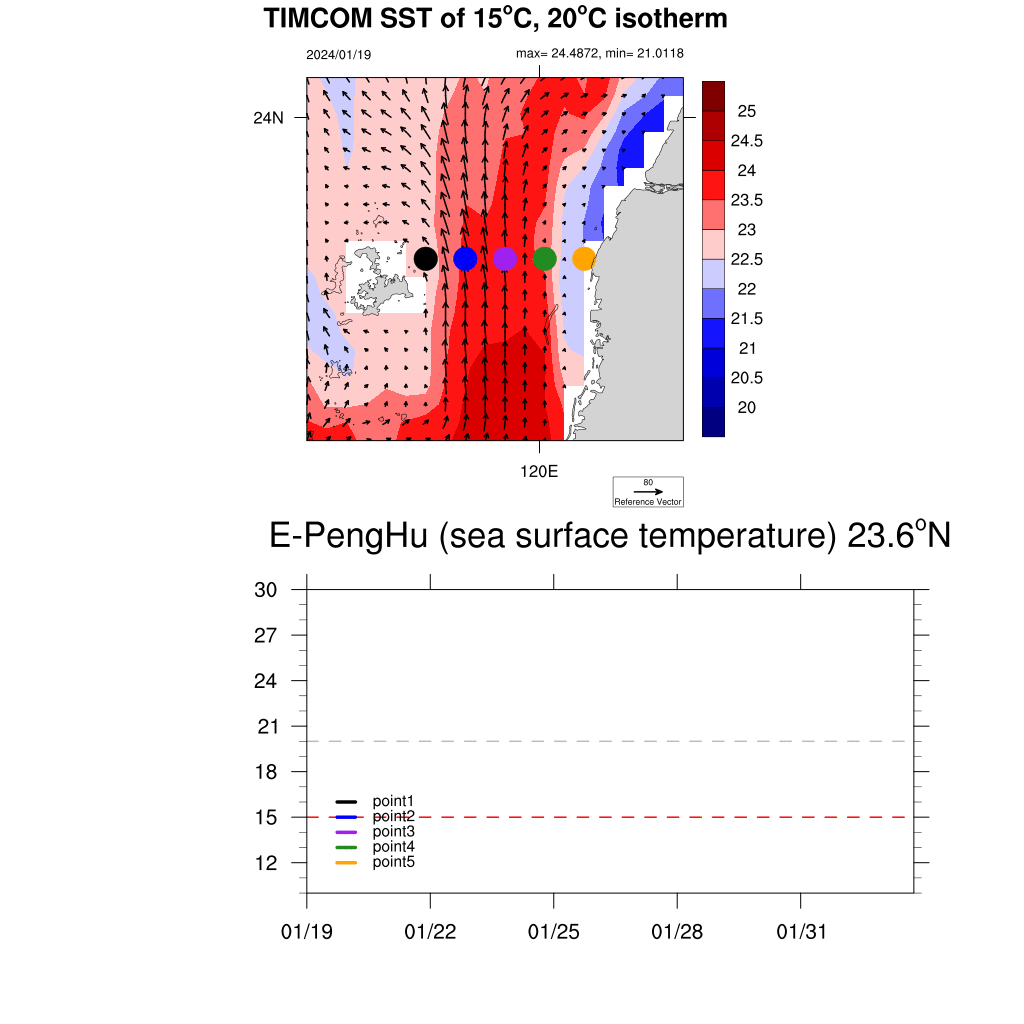 TIMCOM SST of 15°C, 20°C isotherm
2024/01/19
max= 24.4872, min= 21.0118
24N
120E
25
24.5
24
23.5
23
22.5
22
21.5
21
20.5
20
80
Reference Vector
E-PengHu (sea surface temperature) 23.6°N
30
27
24
21
18
15
12
point1
point2
point3
point4
point5
01/19
01/22
01/25
01/28
01/31